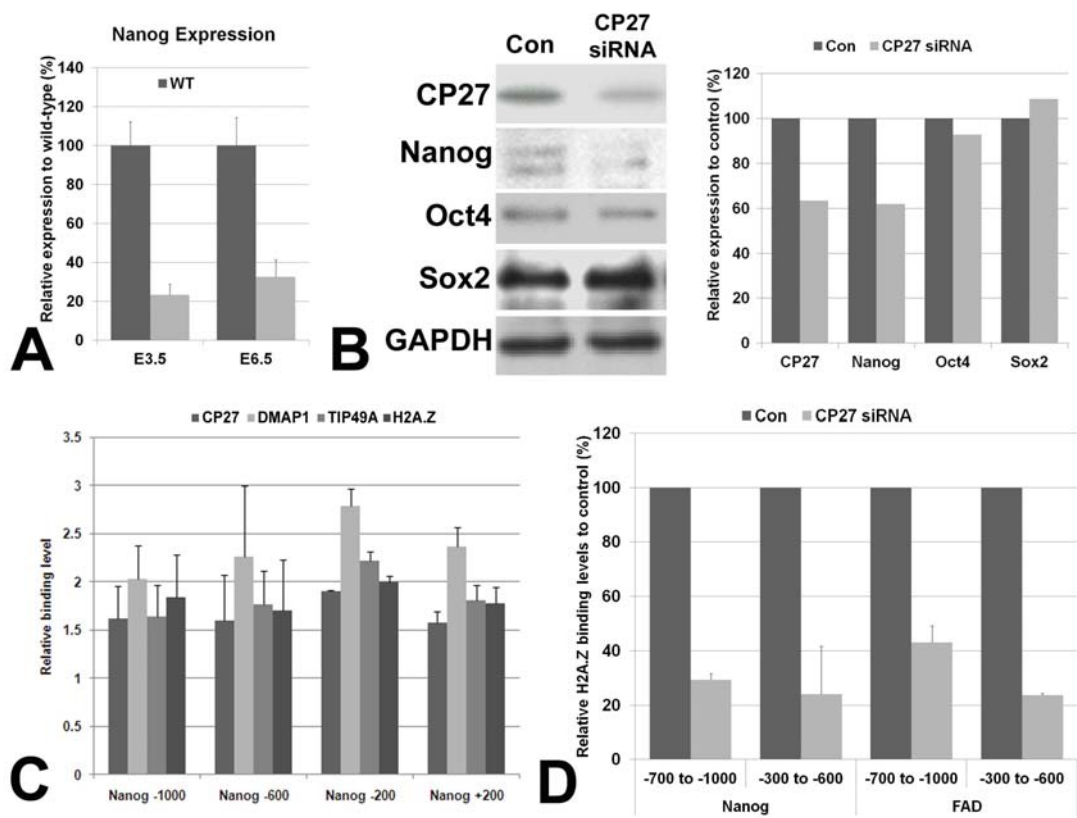 Nanog Expression
Relative expression to wild-type (%)
WT
140
120
100
80
60
40
20
0
E3.5
E6.5
A
Con
CP27 siRNA
CP27
Nanog
Oct4
Sox2
GAPDH
B
Con
CP27 siRNA
Relative expression to control (%)
120
100
80
60
40
20
0
CP27
Nanog
Oct4
Sox2
CP27 DMAP1 TIP49A H2A.Z
Relative binding level
3.5
3
2.5
2
1.5
1
0.5
0
Nanog -1000
Nanog -600
Nanog -200
Nanog +200
C
Con
CP27 siRNA
Relative H2A.Z binding levels to control (%)
120
100
80
60
40
20
0
-700 to -1000
-300 to -600
-700 to -1000
-300 to -600
Nanog
FAD
D